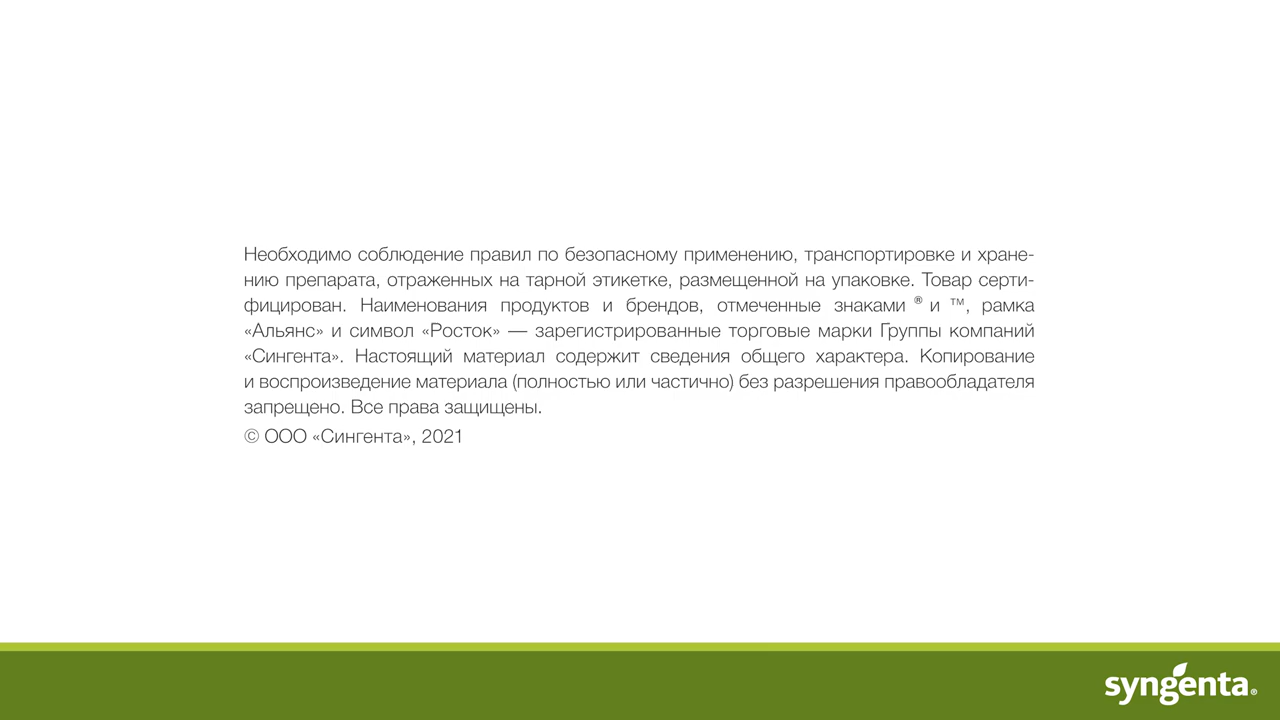 Необходимо соблюдение правил по безопасному применению, транспортировке и хране-
нию препарата, отраженных на тарной этикетке, размещенной на упаковке. Товар серти-
фицирован. Наименования продуктов и брендов, отмеченные знаками ® и ™, рамка
«Альянс» и символ «Росток» — зарегистрированные торговые марки Группы компаний
«Сингента». Настоящий материал содержит сведения общего характера. Копирование
и воспроизведение материала (полностью или частично) без разрешения правообладателя
запрещено. Все права защищены.
© ООО «Сингента», 2021
syngenta®